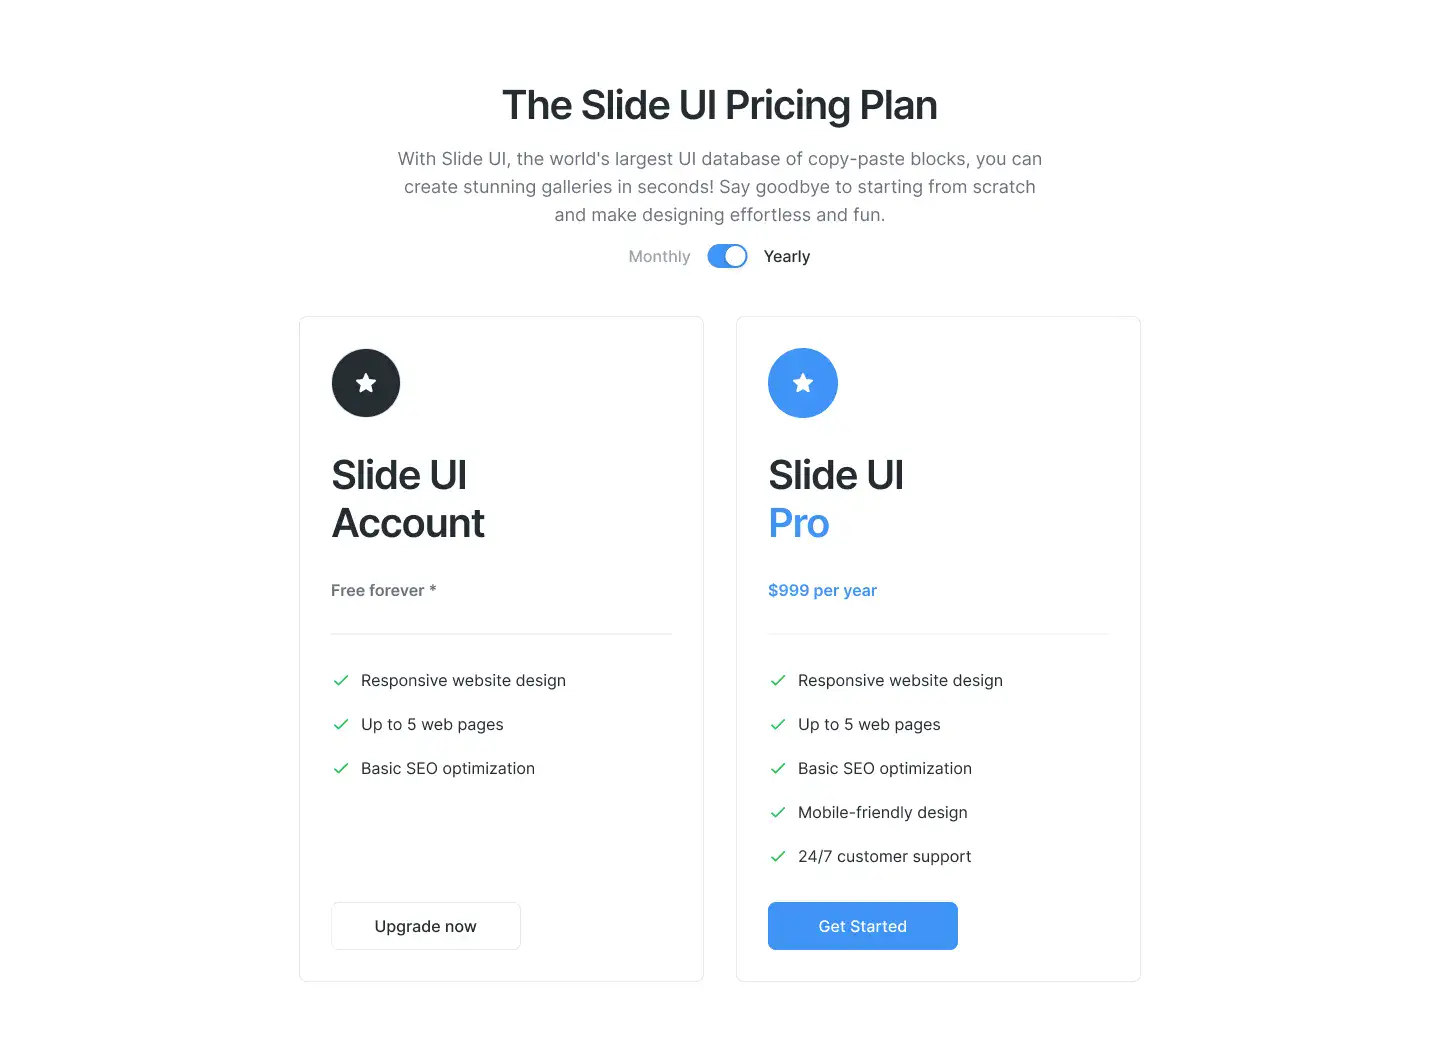 The Slide UI Pricing Plan
With Slide UI, the world's largest UI database of copy-paste blocks, you can
create stunning galleries in seconds! Say goodbye to starting from scratch
and make designing effortless and fun.
Monthly Yearly
Slide UI
Account
Free forever *
Responsive website design
Up to 5 web pages
Basic SEO optimization
Upgrade now
Slide UI
Pro
$999 per year
Responsive website design
Up to 5 web pages
Basic SEO optimization
Mobile-friendly design
24/7 customer support
Get Started